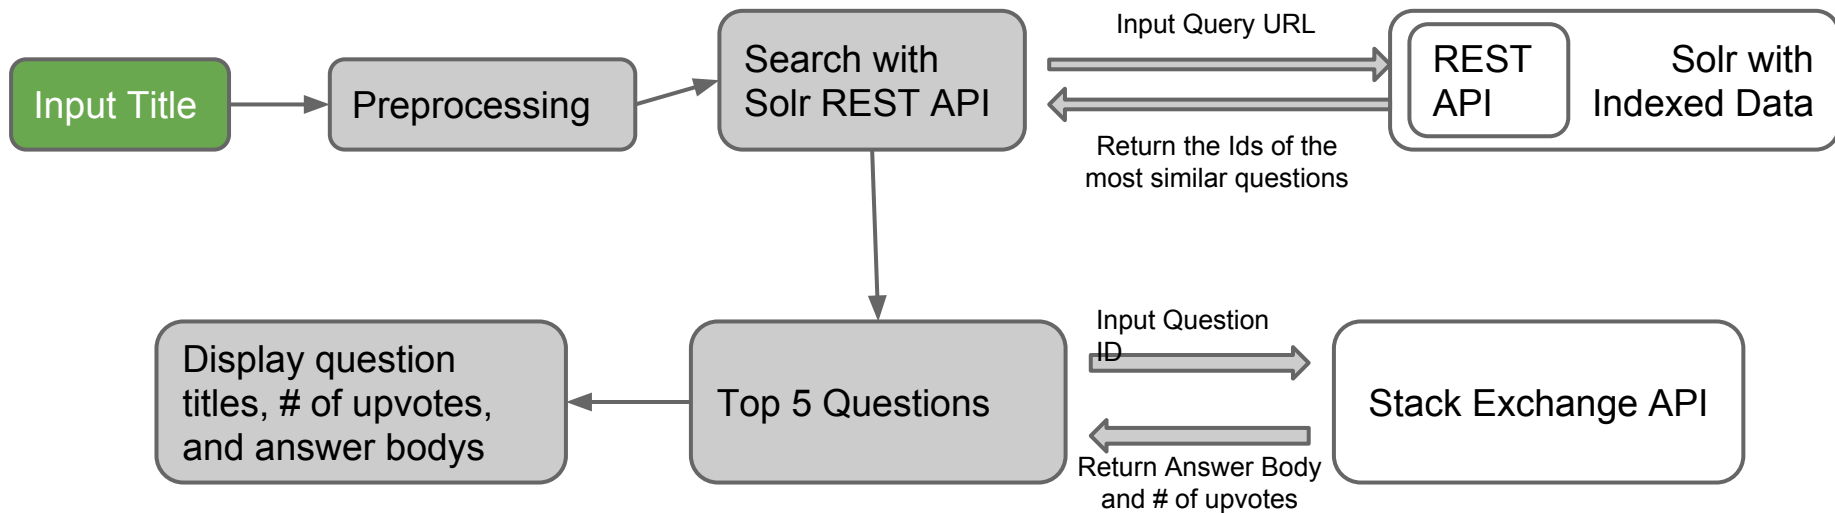 Input Title
Preprocessing
Search with
Solr REST API
Input Query URL
Return the Ids of the
most similar questions
REST
API
Solr with
Indexed Data
Display question
titles, # of upvotes,
and answer bodys
Top 5 Questions
Input Question
ID
Return Answer Body
and # of upvotes
Stack Exchange API